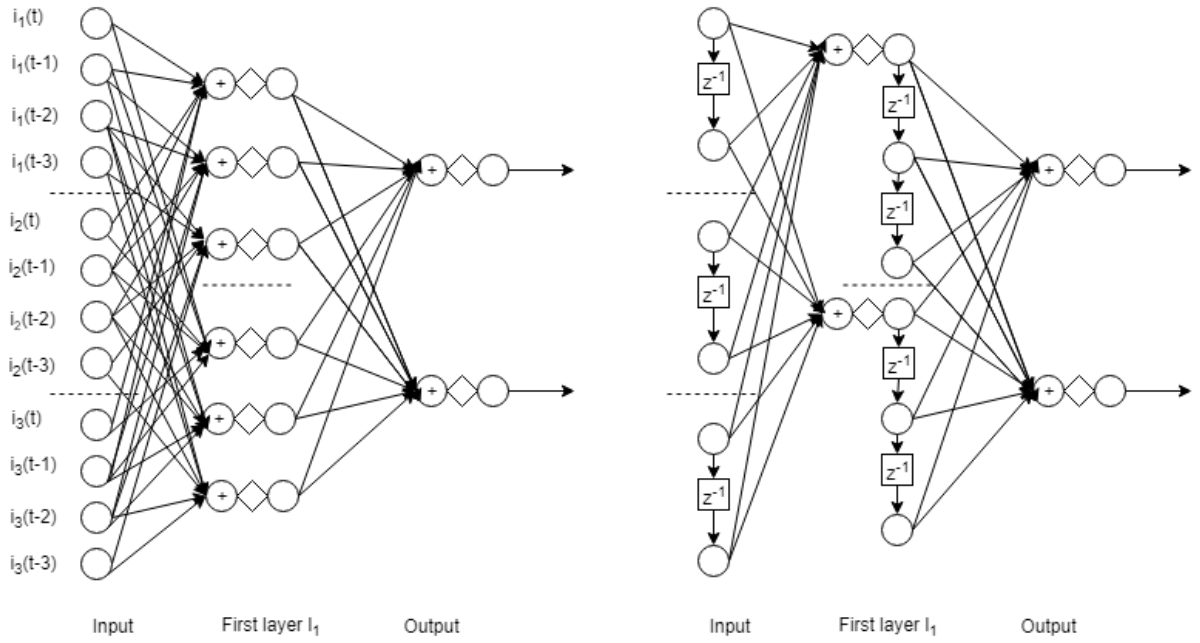 i₁(t)
i₁(t-1)
i₁(t-2)
i₁(t-3)
i₂(t)
i₂(t-1)
i₂(t-2)
i₂(t-3)
i₃(t)
i₃(t-1)
i₃(t-2)
i₃(t-3)
+
+
+
+
+
+
+
+
Input
First layer l₁
Output
z⁻¹
z⁻¹
z⁻¹
+
+
z⁻¹
z⁻¹
z⁻¹
z⁻¹
+
+
Input
First layer l₁
Output